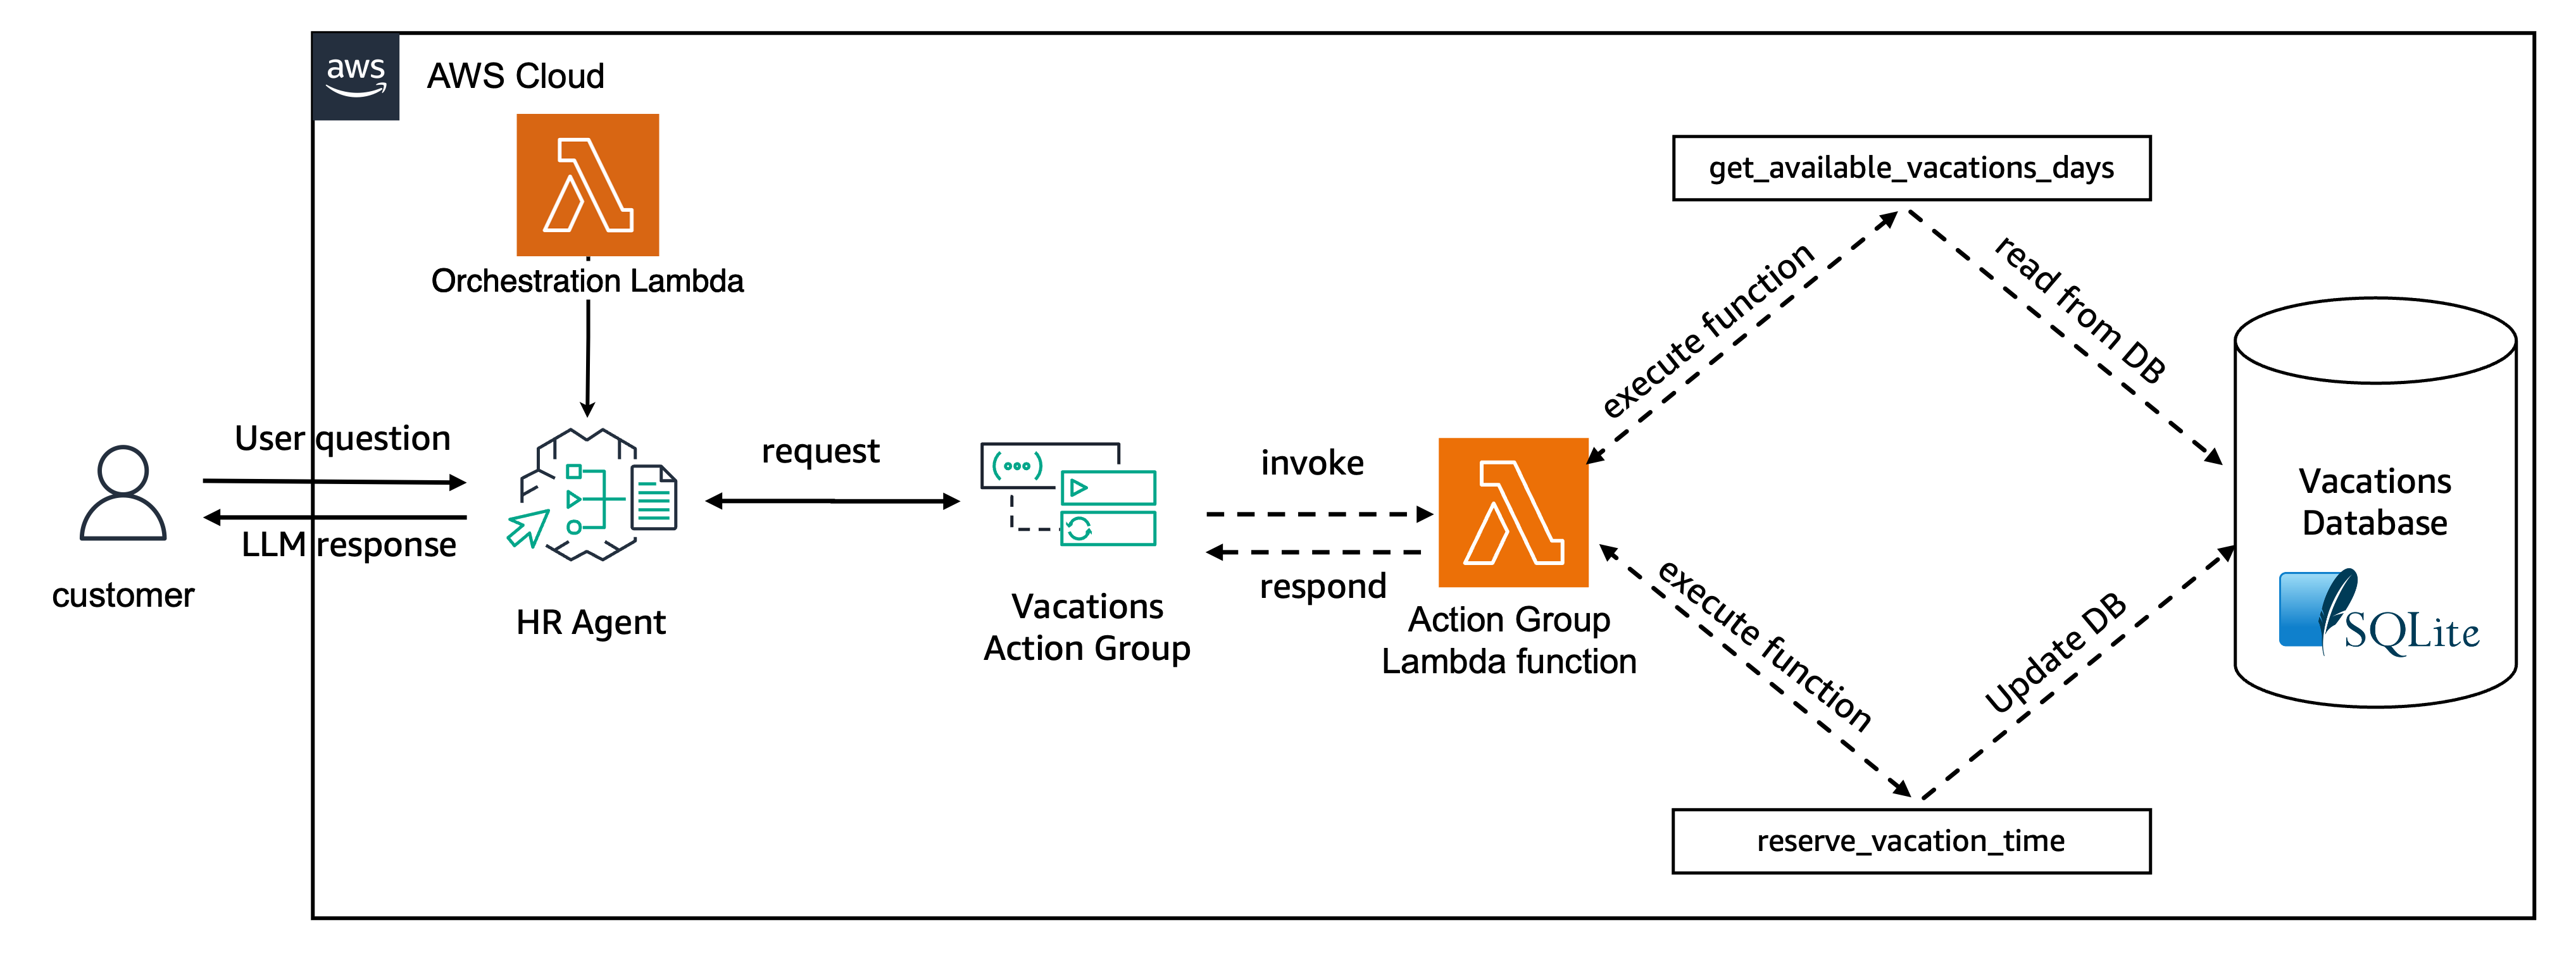 aws
AWS Cloud
Orchestration Lambda
User question
LLM response
customer
HR Agent
request
Vacations
Action Group
invoke
respond
Action Group
Lambda function
execute function
get_available_vacations_days
read from DB
execute function
reserve_vacation_time
Update DB
Vacations
Database
SQLite